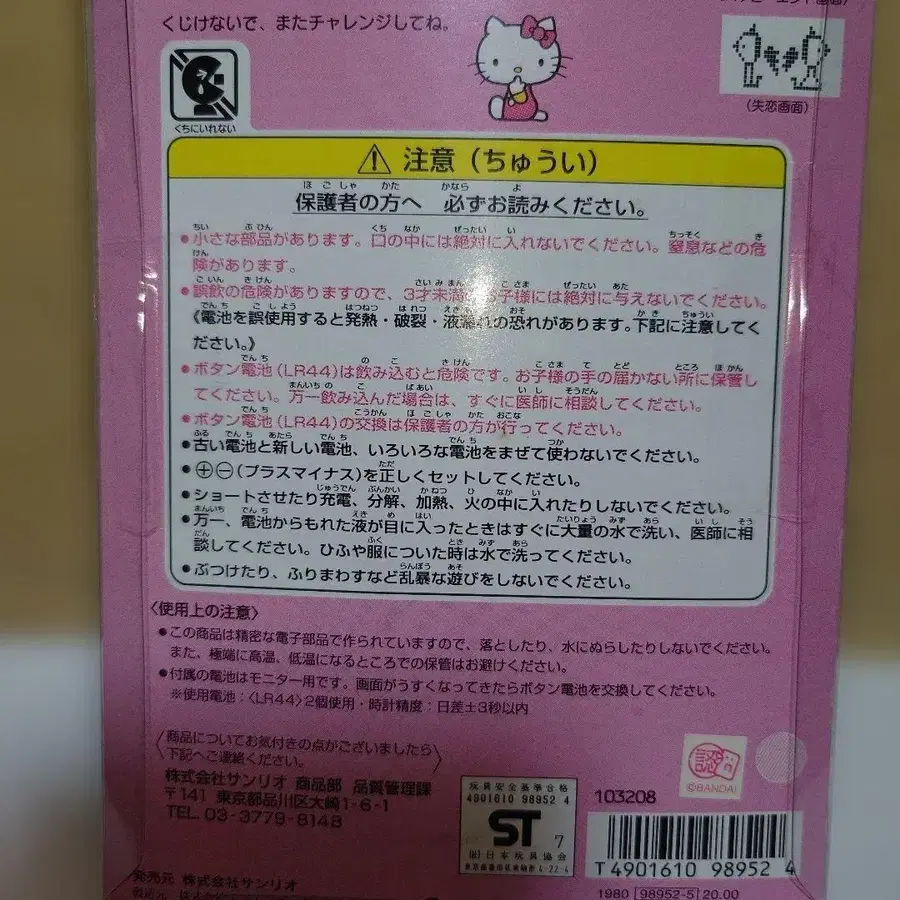 くじけないで、またチャレンジしてね。
(失恋画面)
くちにいれない
注意(ちゅうい)
保護者の方へ 必ずお読みください。
●小さな部品があります。口の中には絶対に入れないでください。窒息などの危
険があります。
●誤飲の危険がありますので、3才未満のお子様には絶対に与えないでください。
《電池を誤使用すると発熱・破裂・液漏れの恐れがあります。下記に注意してく
ださい。》
●ボタン電池(LR44)は飲み込むと危険です。お子様の手の届かない所に保管し
てください。万一飲み込んだ場合は、すぐに医師に相談してください。
●ボタン電池(LR44)の交換は保護者の方が行ってください。
●古い電池と新しい電池、いろいろな電池をまぜて使わないでください。
●⊕⊖(プラスマイナス)を正しくセットしてください。
●ショートさせたり充電、分解、加熱、火の中に入れたりしないでください。
●万一、電池からもれた液が目に入ったときはすぐに大量の水で洗い、医師に相
談してください。ひふや服についた時は水で洗ってください。
●ぶつけたり、ふりまわすなど乱暴な遊びをしないでください。
〈使用上の注意〉
●この商品は精密な電子部品で作られていますので、落としたり、水にぬらしたりしないでください。
また、極端に高温、低温になるところでの保管はお避けください。
●付属の電池はモニター用です。画面がうすくなってきたらボタン電池を交換してください。
※使用電池:〈LR44〉2個使用・時計精度:日差±3秒以内
〈商品についてお気付きの点がございましたら
下記へご連絡ください。〉
株式会社サンリオ 商品部 品質管理課
〒141 東京都品川区大崎1-6-1
TEL. 03-3779-8148
発売元 株式会社サンリオ
玩具安全基準合格
4901610 98952 4
ST 7
(社)日本玩具協会
©BANDAI
103208
T4901610 98952 4
1980 98952-5 20.00